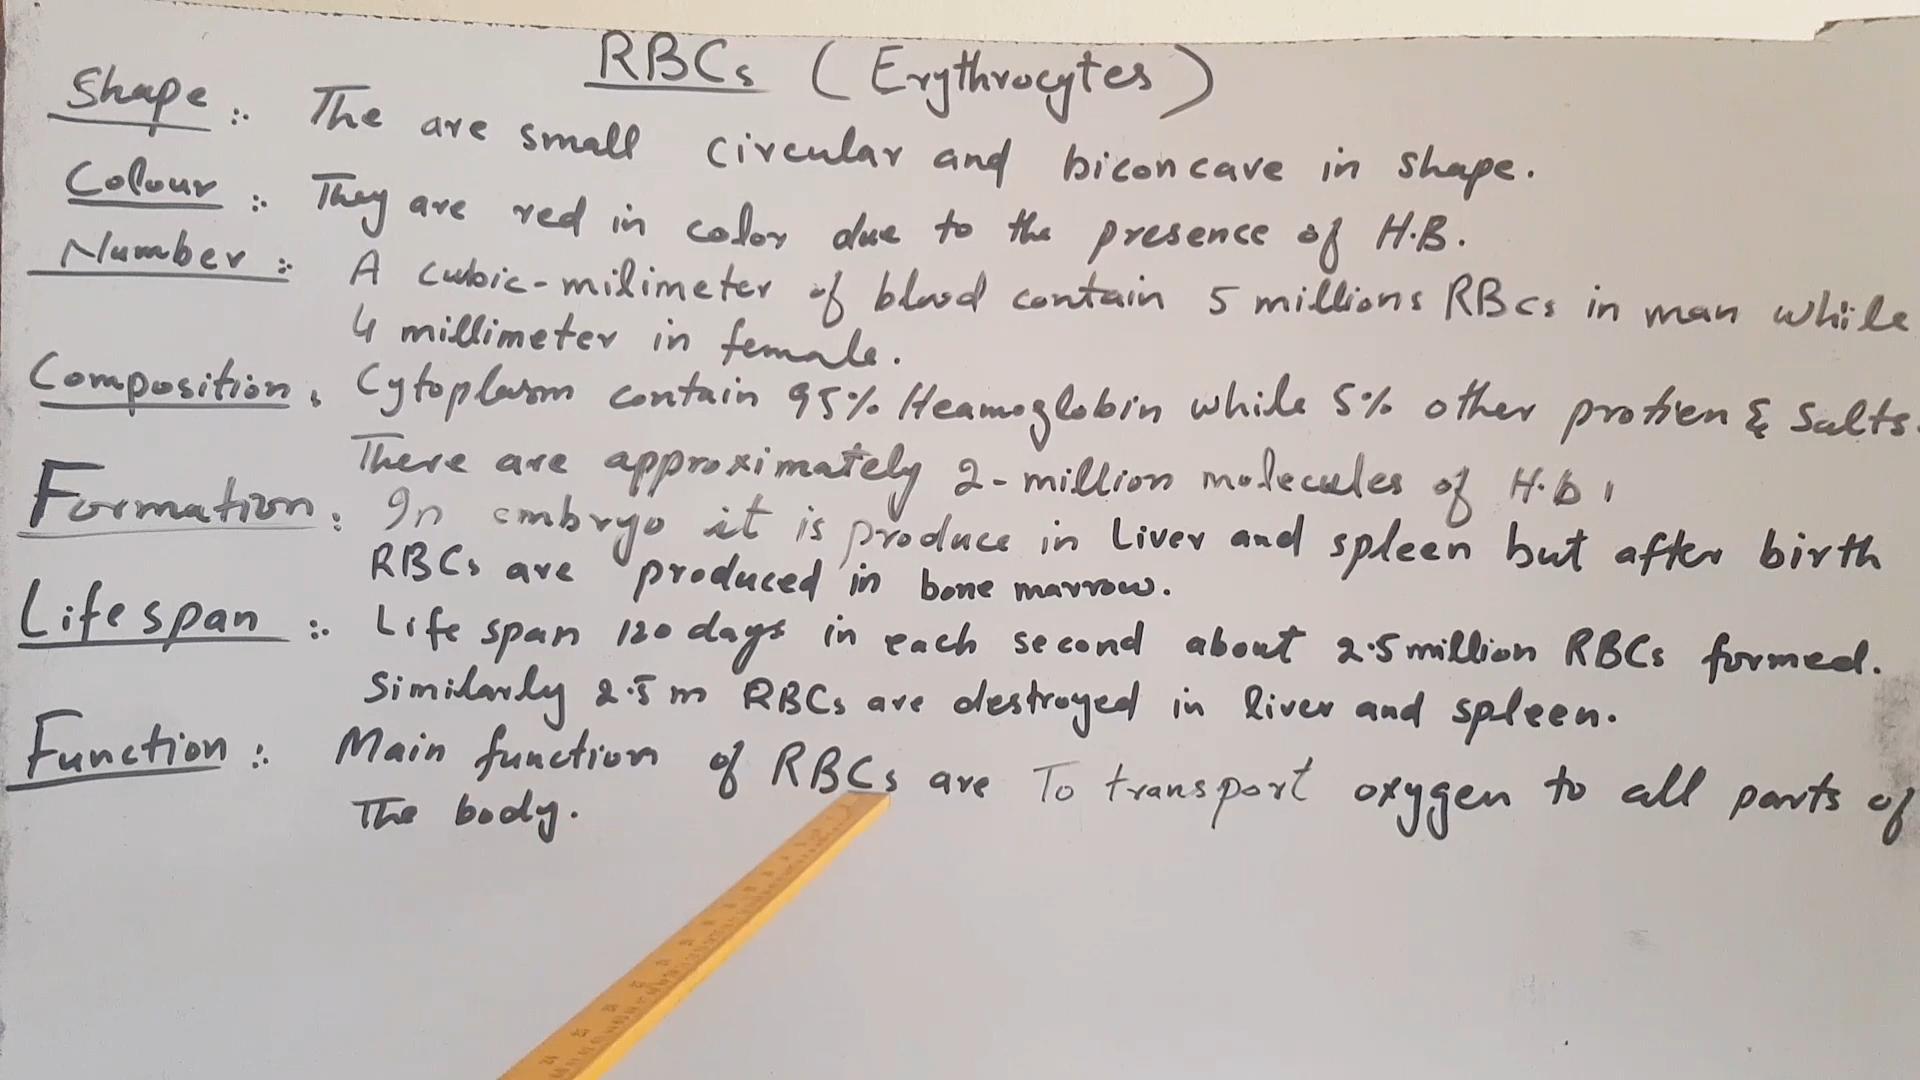 RBCs (Erythrocytes)
Shape :. The are small circular and biconcave in shape.
Colour :. They are red in color due to the presence of H.B.
Number :. A cubic-milimeter of blood contain 5 millions RBCs in man while
4 millimeter in female.
Composition : Cytoplasm contain 95% Heamoglobin while 5% other protien & Salts.
There are approximately 2-million molecules of H.b.
Formation : In embryo it is produce in Liver and spleen but after birth
RBCs are produced in bone marrow.
Life span :. Life span 120 days in each second about 2.5 million RBCs formed.
Similarly 2.5 m RBCs are destroyed in liver and spleen.
Function :. Main function of RBCs are To transport oxygen to all parts of
The body.